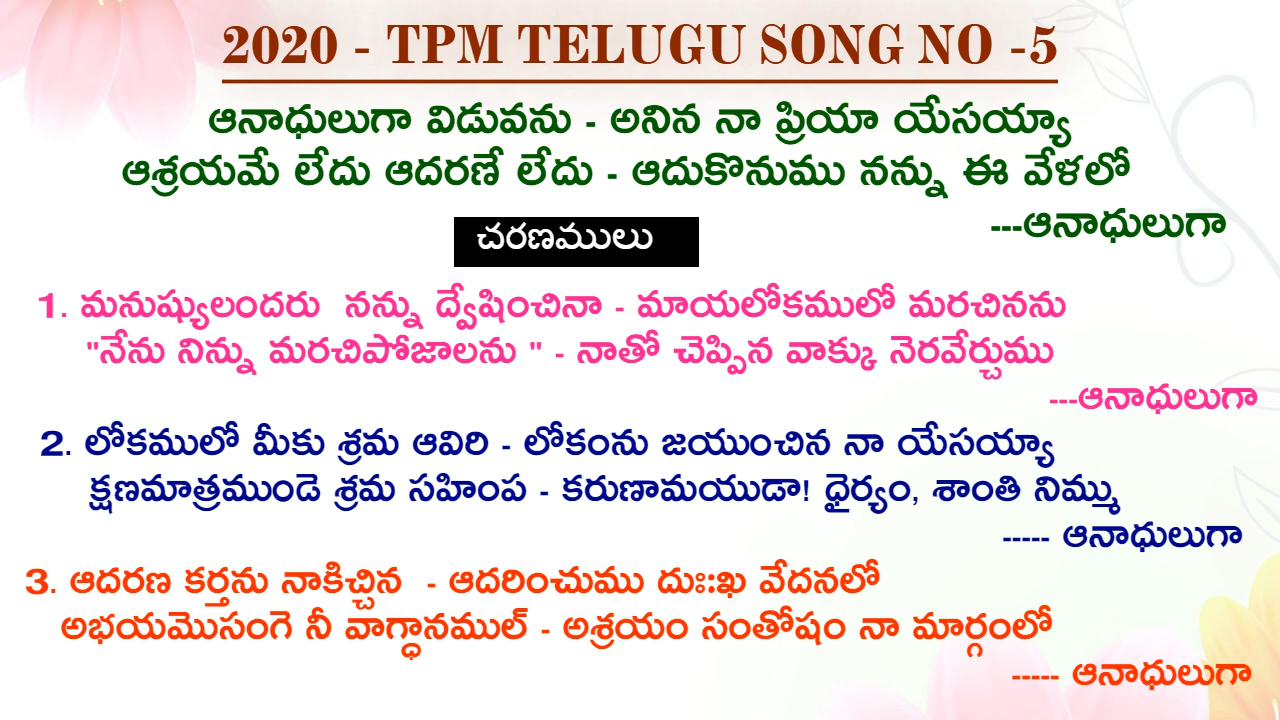 2020 - TPM TELUGU SONG NO -5
ఆనాధులుగా విడువను - అనిన నా ప్రియా యేసయ్యా
ఆశ్రయమే లేదు ఆదరణే లేదు - ఆదుకొనుము నన్ను ఈ వేళలో
---ఆనాధులుగా
చరణములు
1. మనుష్యులందరు నన్ను ద్వేషించినా - మాయలోకములో మరచినను
"నేను నిన్ను మరచిపోజాలను " - నాతో చెప్పిన వాక్కు నెరవేర్చుము
---ఆనాధులుగా
2. లోకములో మీకు శ్రమ ఆవిరి - లోకంను జయుంచిన నా యేసయ్యా
క్షణమాత్రముండె శ్రమ సహింప - కరుణామయుడా! ధైర్యం, శాంతి నిమ్ము
----- ఆనాధులుగా
3. ఆదరణ కర్తను నాకిచ్చిన - ఆదరించుము దుః:ఖ వేదనలో
అభయమొసంగె నీ వాగ్ధానముల్ - అశ్రయం సంతోషం నా మార్గంలో
----- ఆనాధులుగా